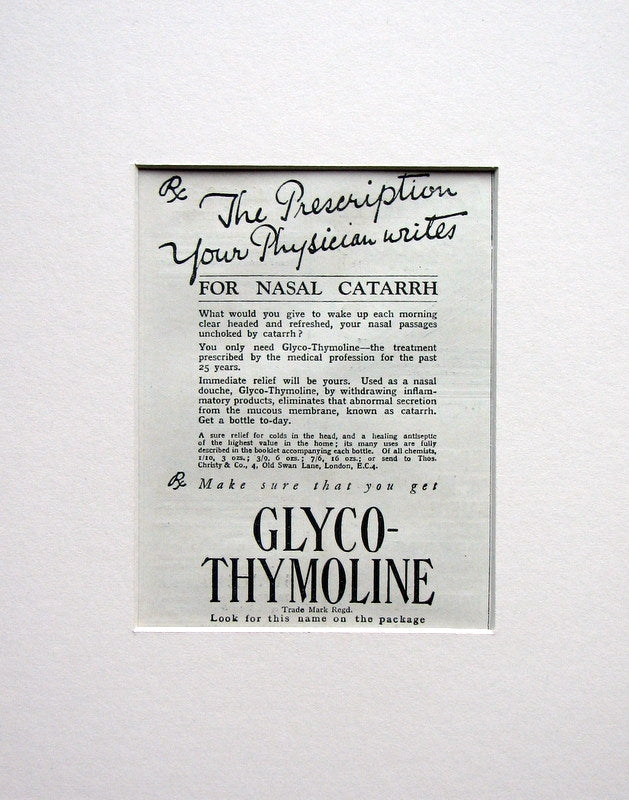 ℞ The Prescription
Your Physician writes
FOR NASAL CATARRH
What would you give to wake up each morning
clear headed and refreshed, your nasal passages
unchoked by catarrh?
You only need Glyco-Thymoline—the treatment
prescribed by the medical profession for the past
25 years.
Immediate relief will be yours. Used as a nasal
douche, Glyco-Thymoline, by withdrawing inflam-
matory products, eliminates that abnormal secretion
from the mucous membrane, known as catarrh.
Get a bottle to-day.
A sure relief for colds in the head, and a healing antiseptic
of the highest value in the home; its many uses are fully
described in the booklet accompanying each bottle. Of all chemists,
1/10, 3 ozs.; 3/9, 6 ozs.; 7/6, 16 ozs.; or send to Thos.
Christy & Co., 4, Old Swan Lane, London, E.C.4.
℞ Make sure that you get
GLYCO-
THYMOLINE
Trade Mark Regd.
Look for this name on the package